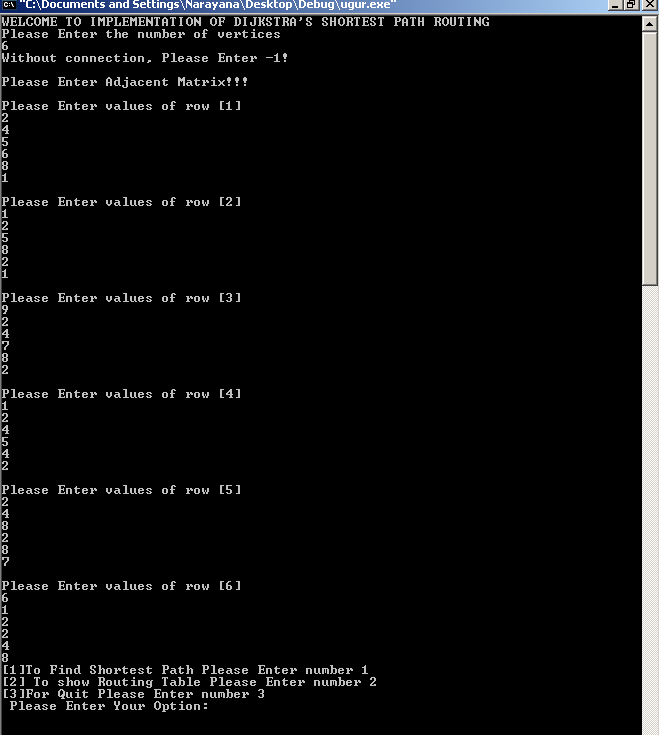 "C:\Documents and Settings\Narayana\Desktop\Debug\ugur.exe"
WELCOME TO IMPLEMENTATION OF DIJKSTRA'S SHORTEST PATH ROUTING
Please Enter the number of vertices
6
Without connection, Please Enter -1!
Please Enter Adjacent Matrix!!!
Please Enter values of row [1]
2
4
5
6
8
1
Please Enter values of row [2]
1
2
5
8
2
1
Please Enter values of row [3]
9
2
4
7
8
2
Please Enter values of row [4]
1
2
4
5
4
2
Please Enter values of row [5]
2
4
8
2
8
7
Please Enter values of row [6]
6
1
2
2
4
8
[1]To Find Shortest Path Please Enter number 1
[2] To show Routing Table Please Enter number 2
[3]For Quit Please Enter number 3
Please Enter Your Option: